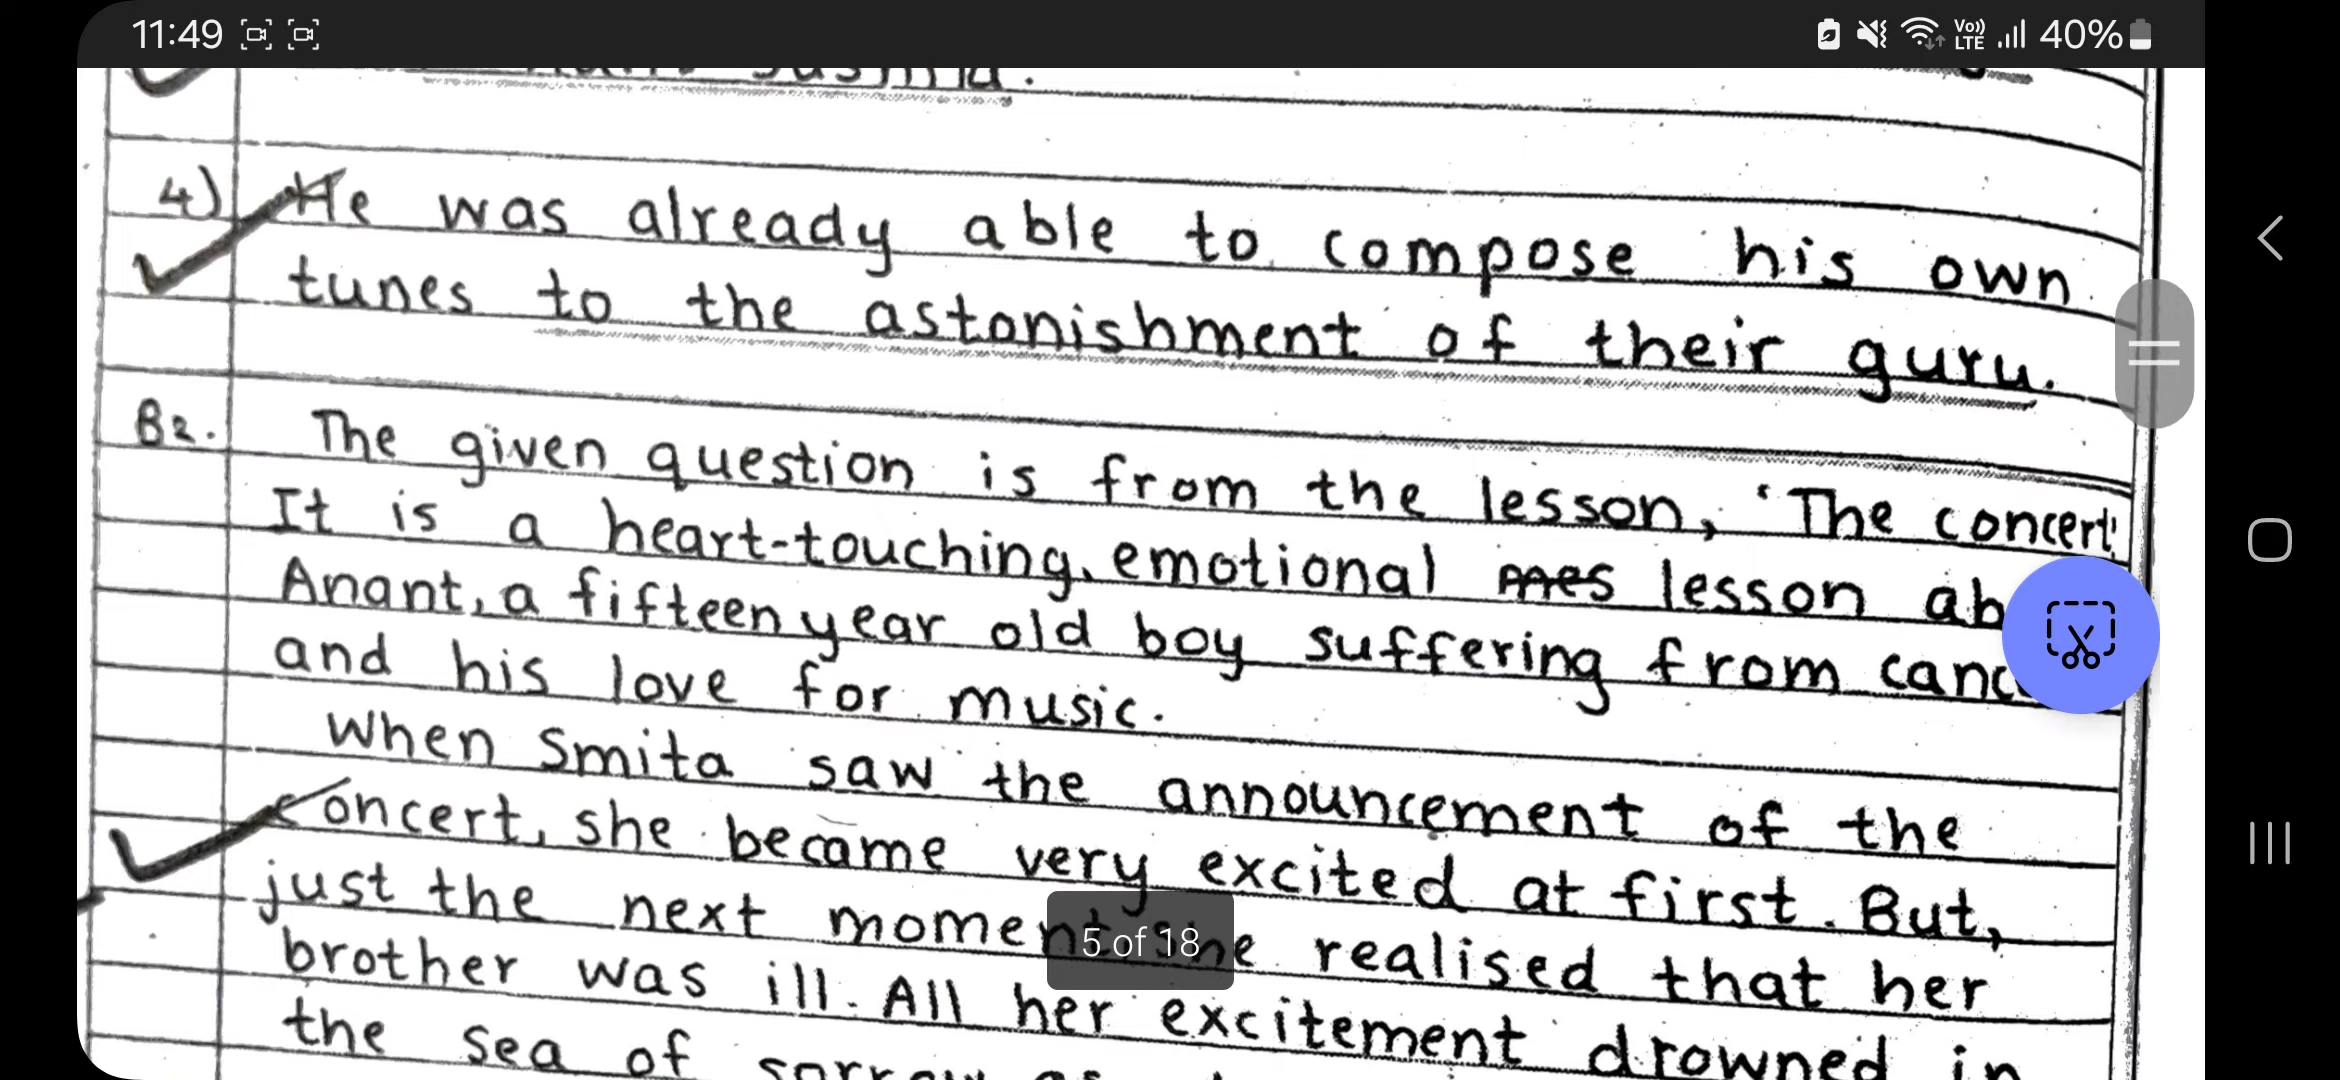 11:49 Vo)) LTE 40%
4) He was already able to compose his own
tunes to the astonishment of their guru.
B2. The given question is from the lesson, 'The concert'
It is a heart-touching, emotional lesson ab
Anant, a fifteen year old boy suffering from canc
and his love for music.
When Smita saw the announcement of the
concert, she became very excited at first. But,
just the next moment she realised that her
5 of 18
brother was ill. All her excitement drowned in
the sea of